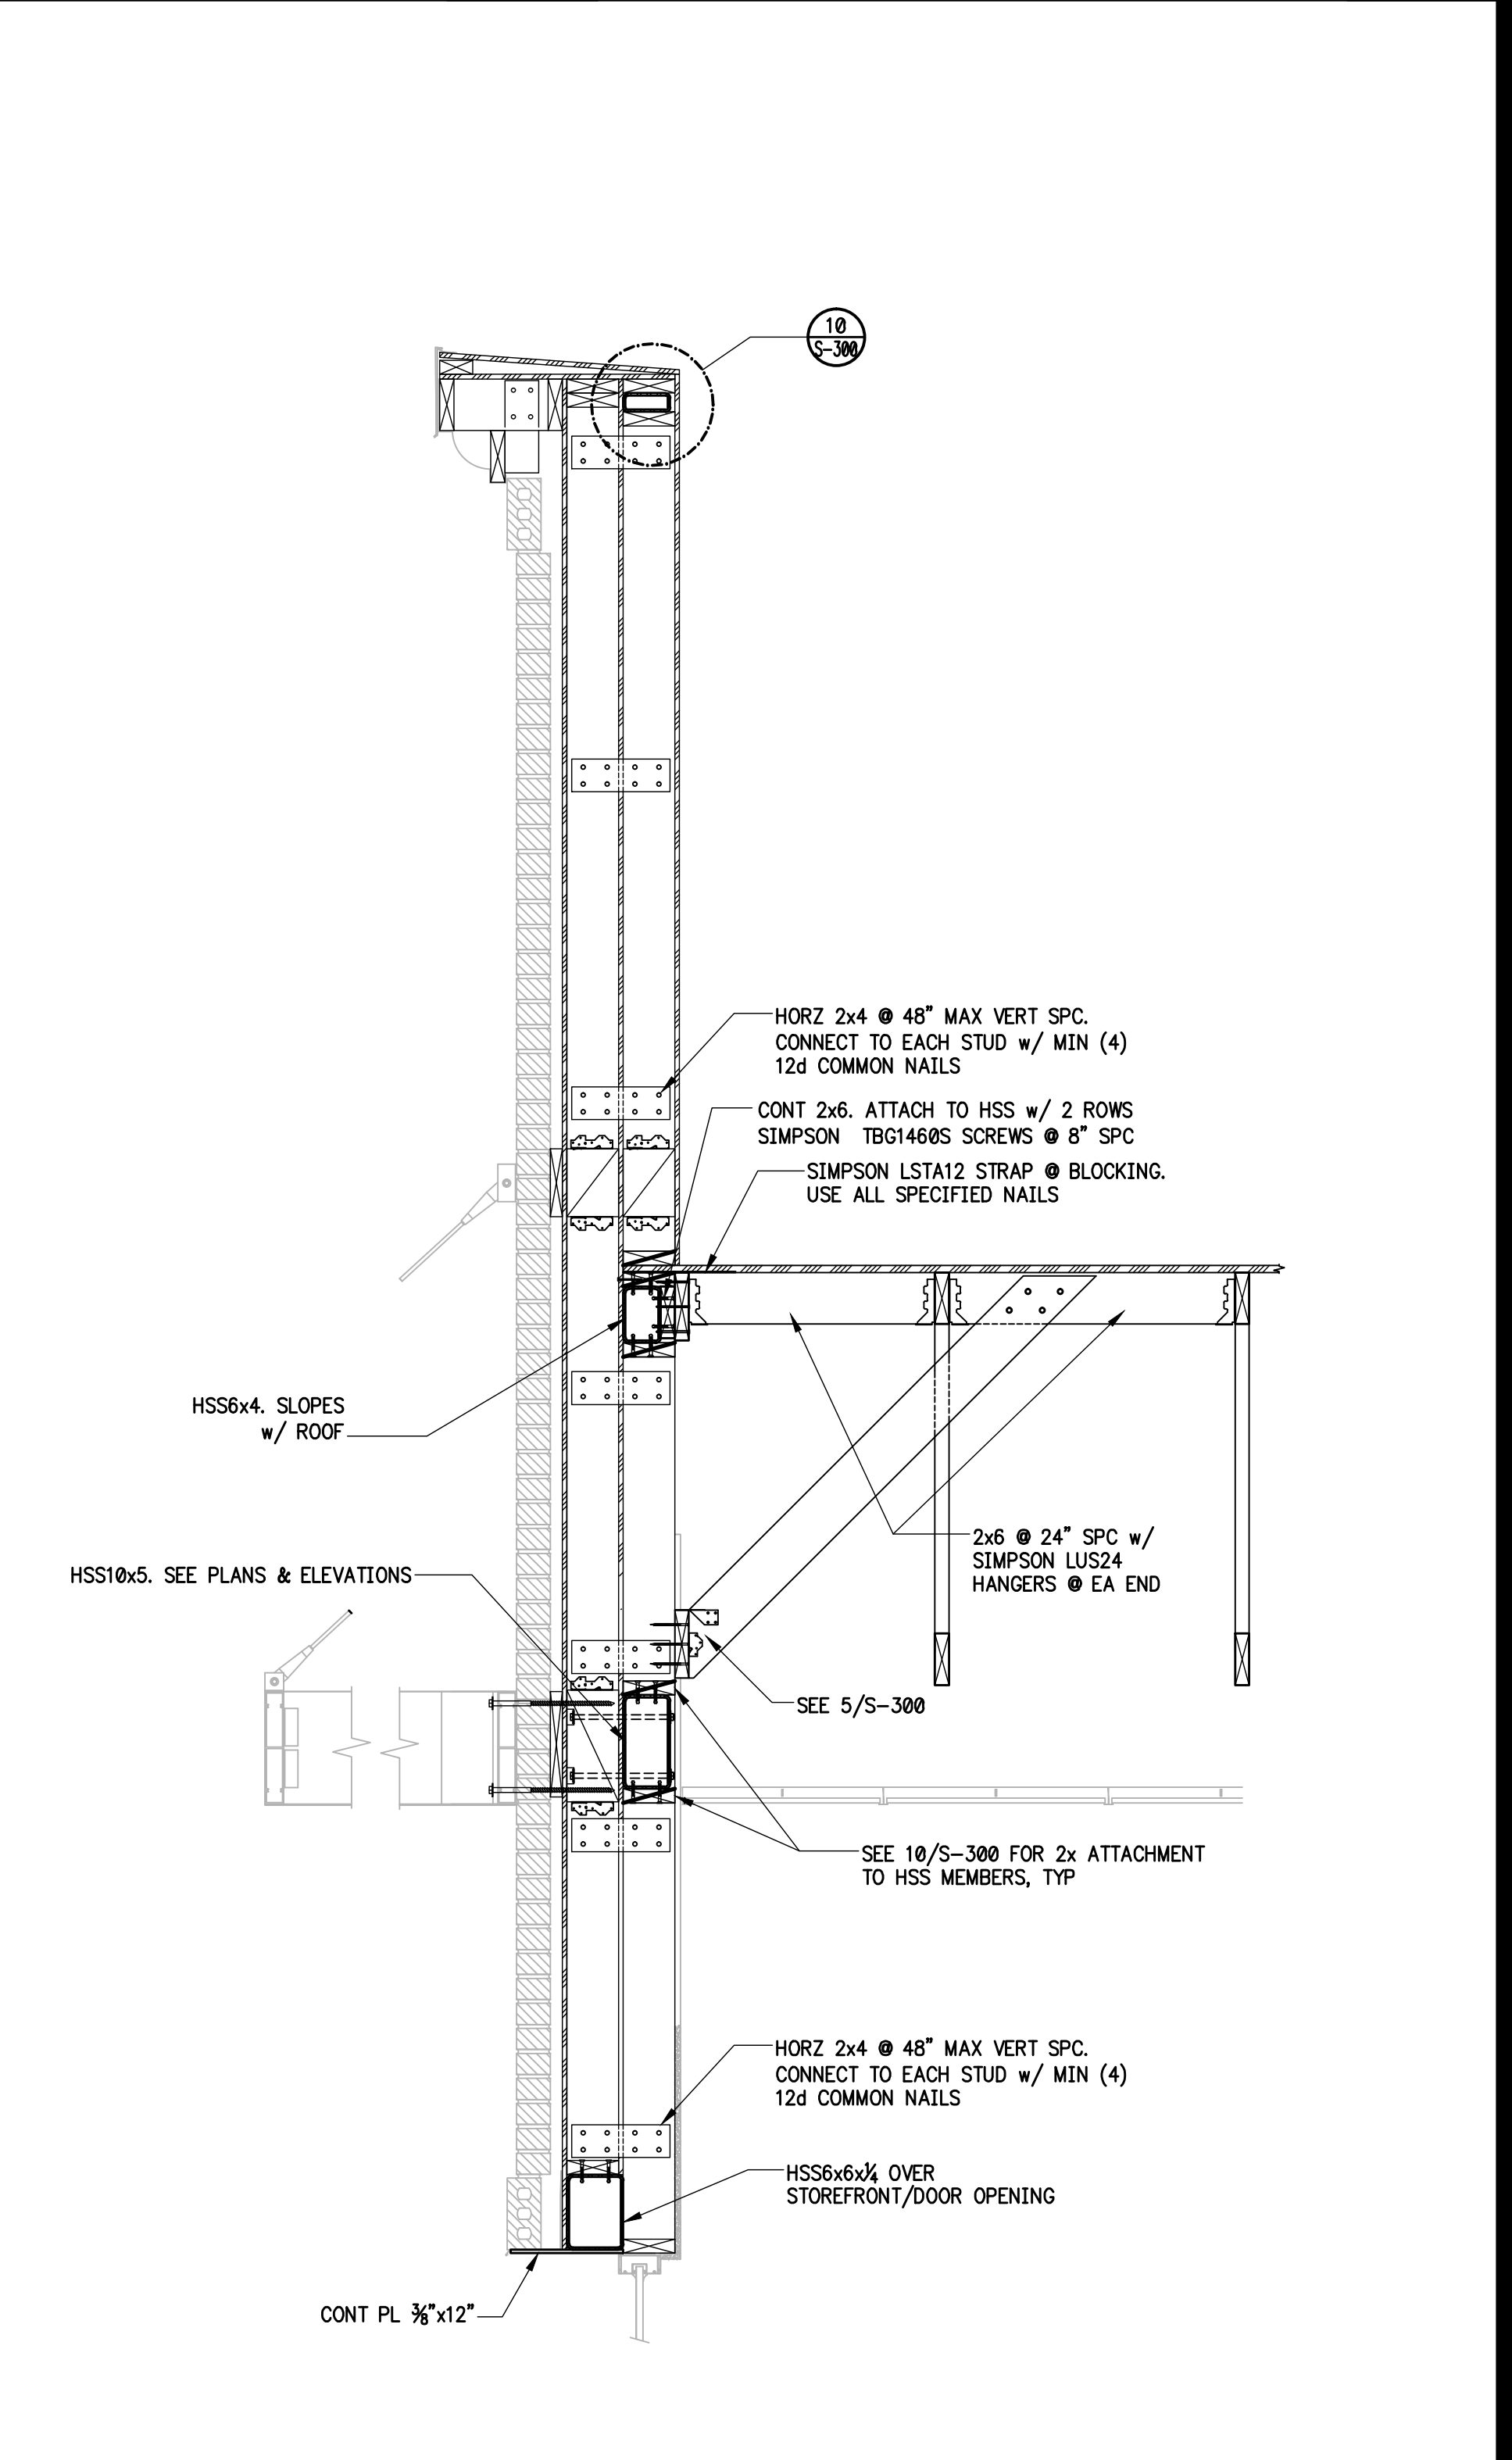 10
S-300
HORZ 2x4 @ 48" MAX VERT SPC.
CONNECT TO EACH STUD w/ MIN (4)
12d COMMON NAILS
CONT 2x6. ATTACH TO HSS w/ 2 ROWS
SIMPSON TBG1460S SCREWS @ 8" SPC
SIMPSON LSTA12 STRAP @ BLOCKING.
USE ALL SPECIFIED NAILS
HSS6x4. SLOPES
w/ ROOF
2x6 @ 24" SPC w/
SIMPSON LUS24
HANGERS @ EA END
HSS10x5. SEE PLANS & ELEVATIONS
SEE 5/S-300
SEE 10/S-300 FOR 2x ATTACHMENT
TO HSS MEMBERS, TYP
HORZ 2x4 @ 48" MAX VERT SPC.
CONNECT TO EACH STUD w/ MIN (4)
12d COMMON NAILS
HSS6x6x¼ OVER
STOREFRONT/DOOR OPENING
CONT PL ⅜"x12"